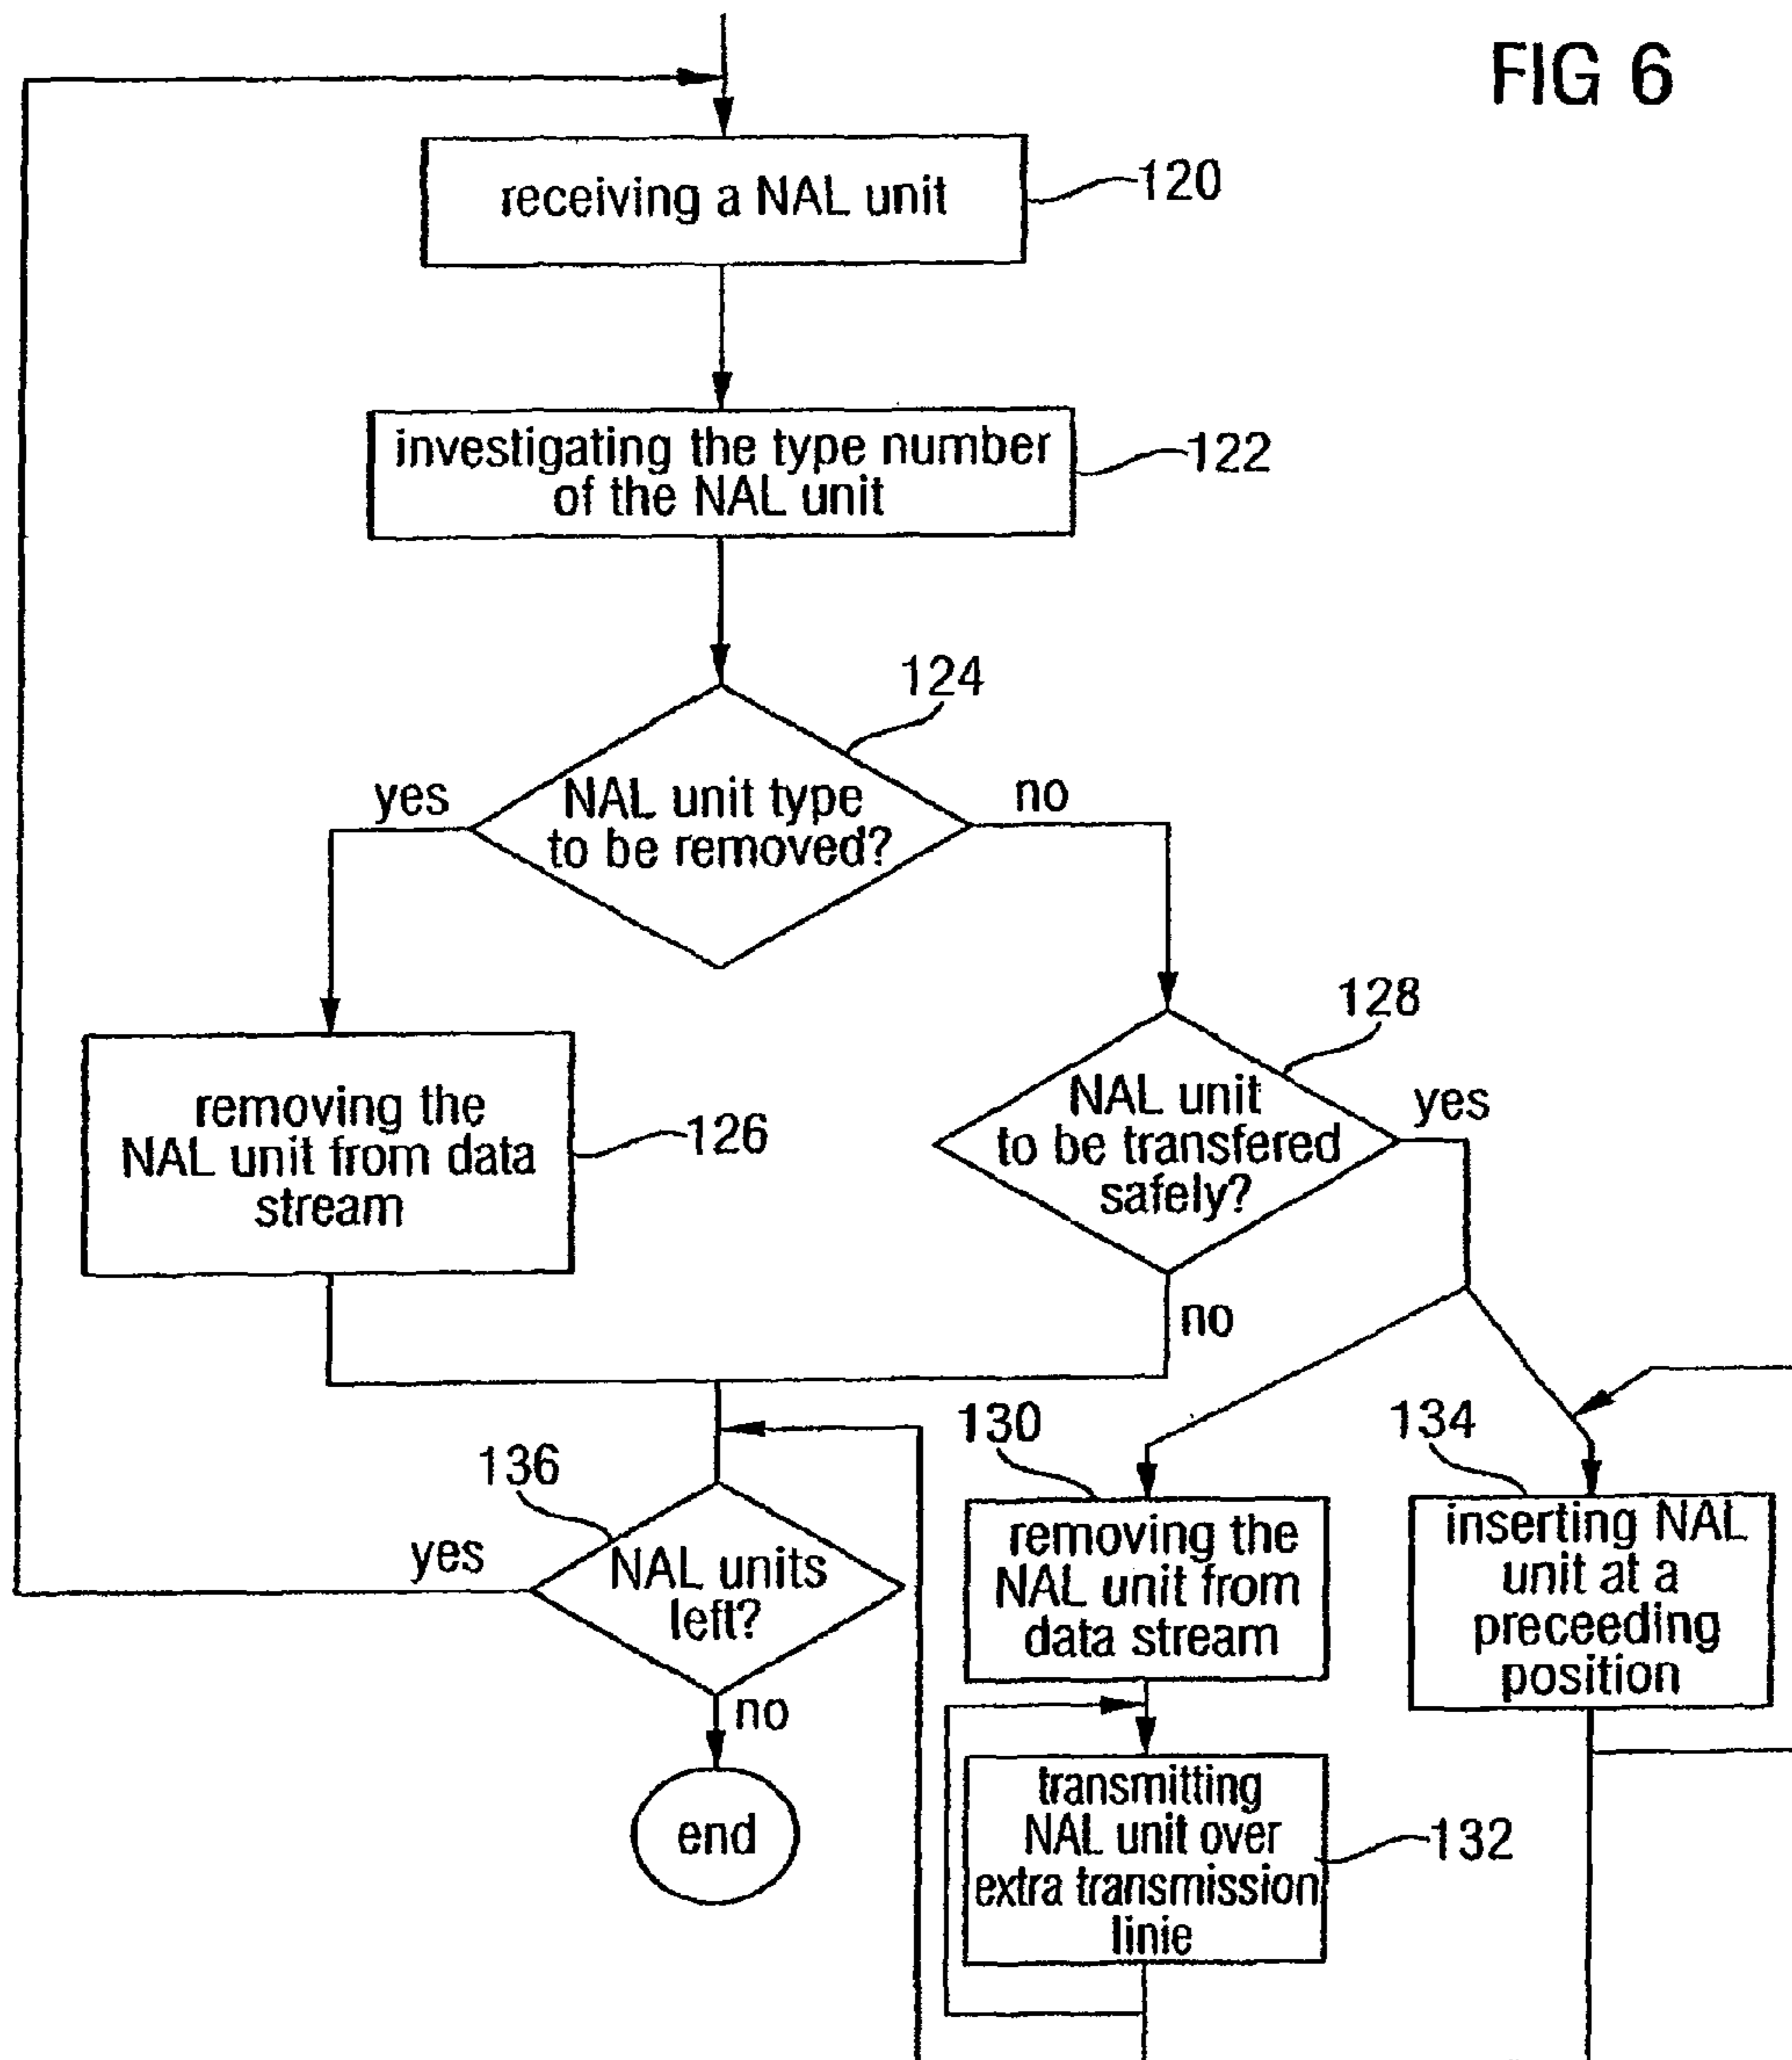 FIG 6
receiving a NAL unit
120
investigating the type number
of the NAL unit
122
124
NAL unit type
to be removed?
yes
no
removing the
NAL unit from data
stream
126
128
NAL unit
to be transfered
safely?
yes
no
136
NAL units
left?
yes
no
end
130
removing the
NAL unit from
data stream
134
inserting NAL
unit at a
preceeding
position
transmitting
NAL unit over
extra transmission
linie
132